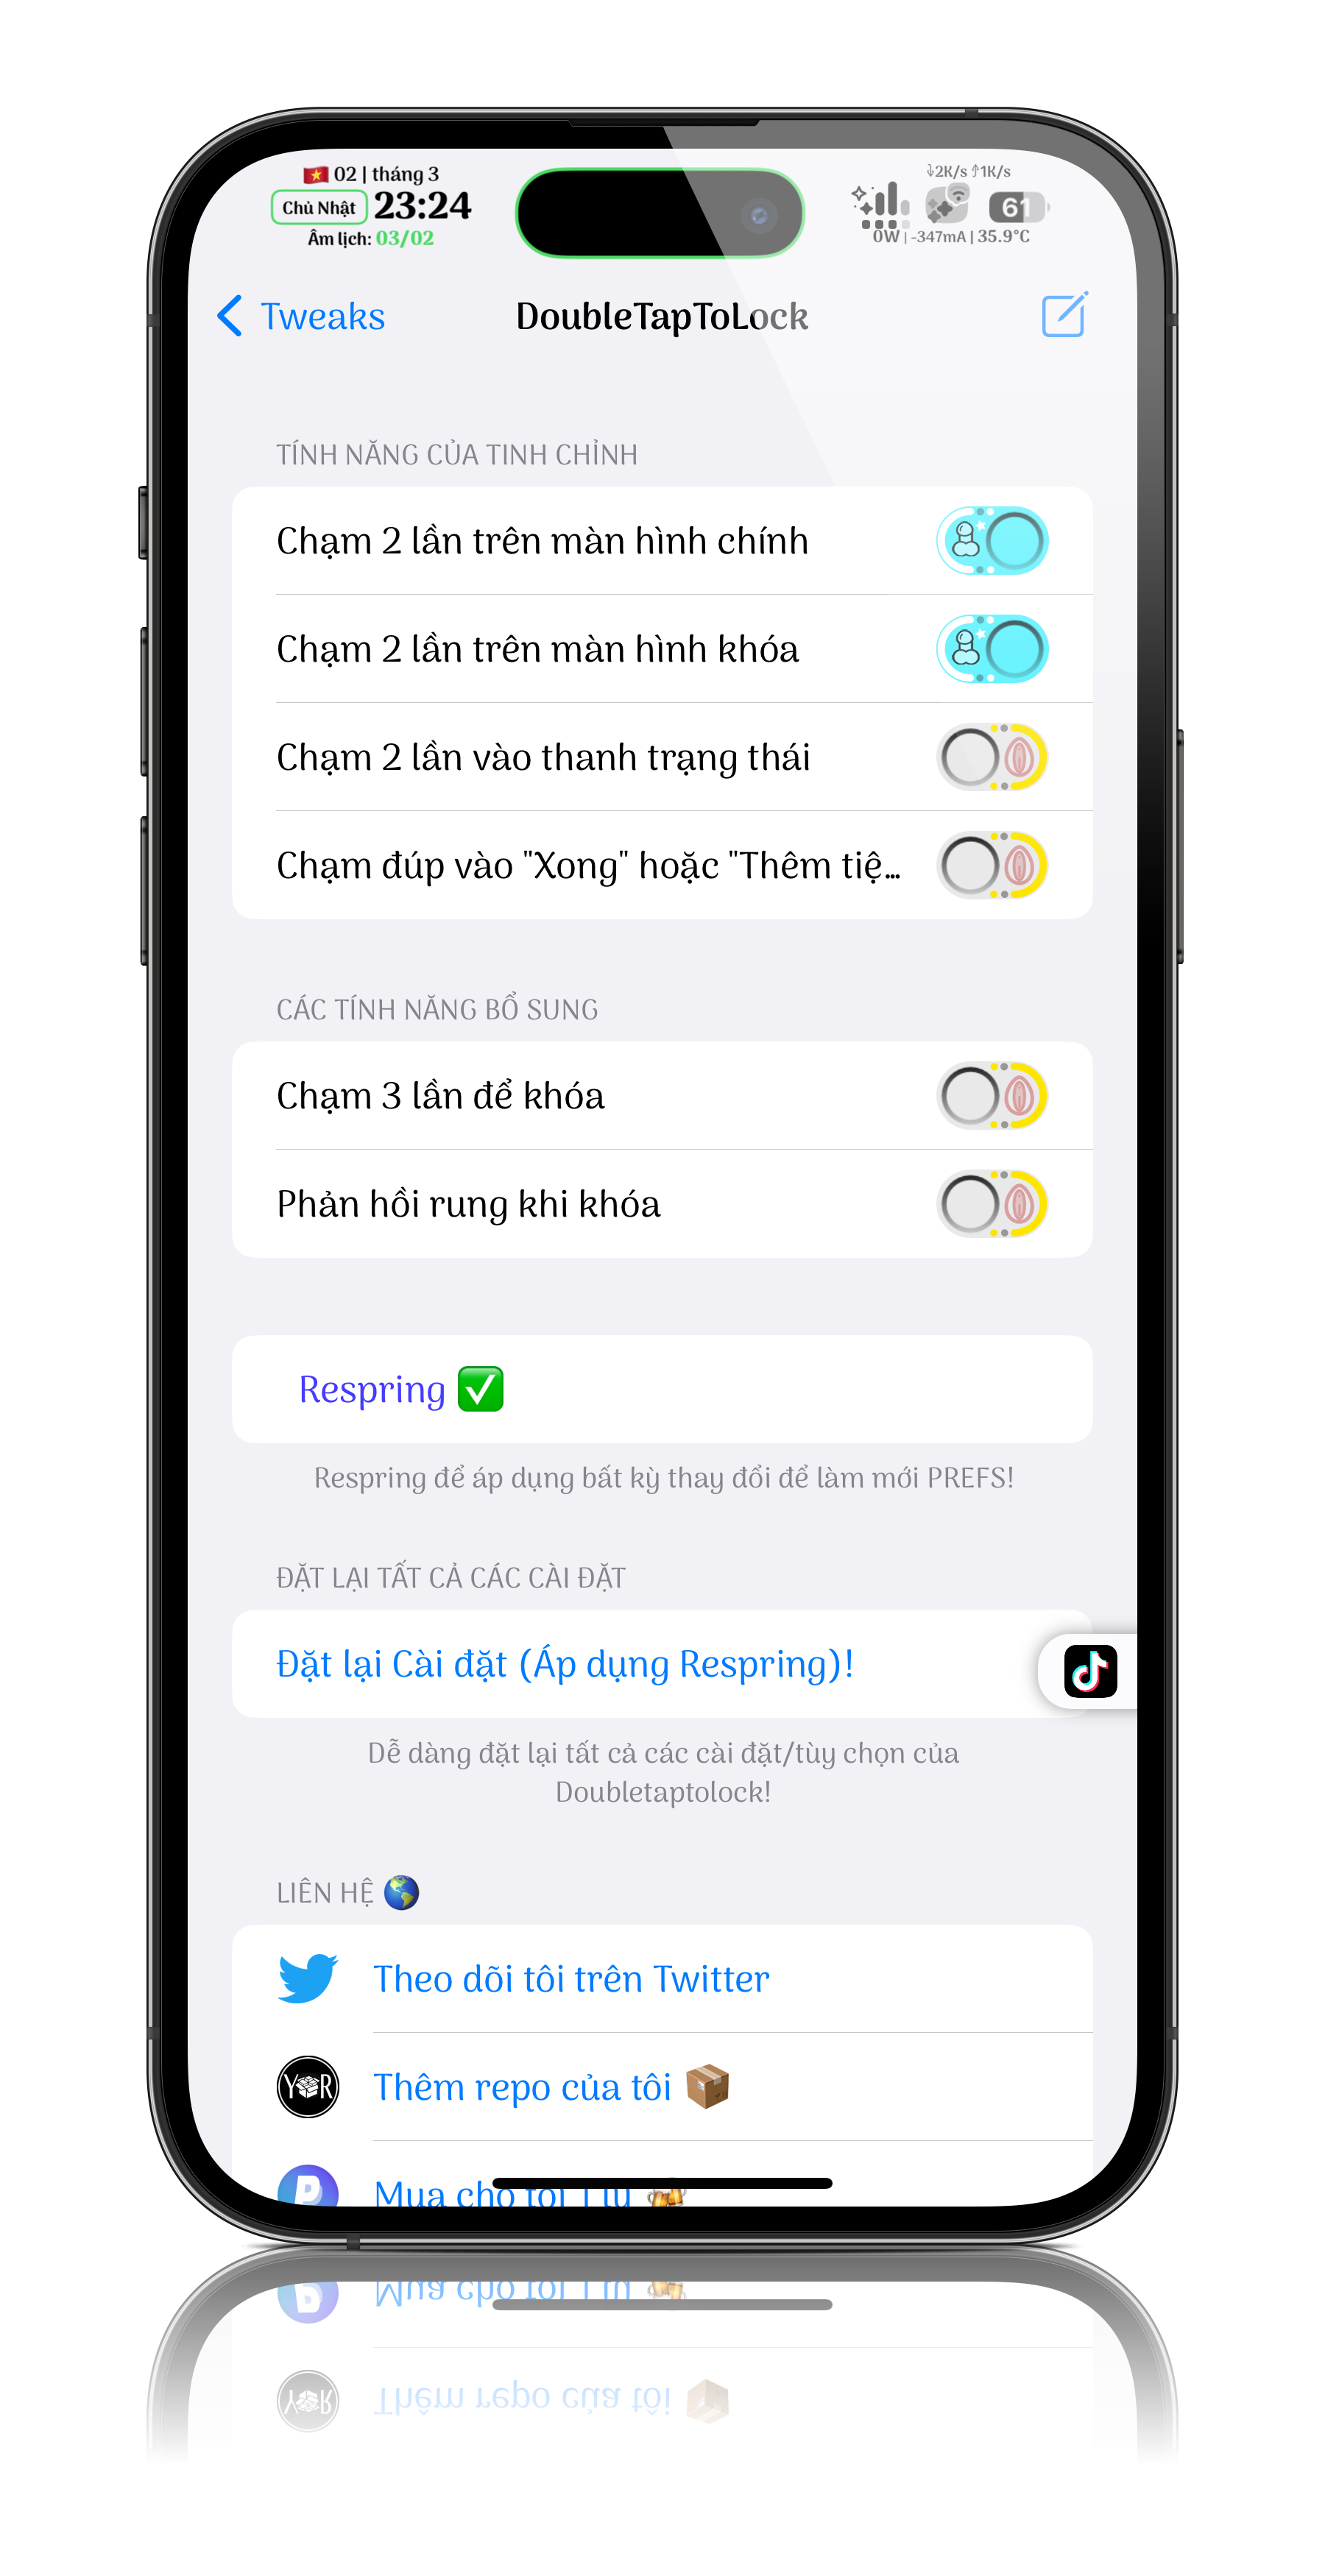 🇻🇳 02 | tháng 3
Chủ Nhật 23:24
Âm lịch: 03/02
↓2K/s ↑1K/s
61
0W | -347mA | 35.9°C
Tweaks
DoubleTapToLock
TÍNH NĂNG CỦA TINH CHỈNH
Chạm 2 lần trên màn hình chính
Chạm 2 lần trên màn hình khóa
Chạm 2 lần vào thanh trạng thái
Chạm đúp vào "Xong" hoặc "Thêm tiệ...
CÁC TÍNH NĂNG BỔ SUNG
Chạm 3 lần để khóa
Phản hồi rung khi khóa
Respring ✅
Respring để áp dụng bất kỳ thay đổi để làm mới PREFS!
ĐẶT LẠI TẤT CẢ CÁC CÀI ĐẶT
Đặt lại Cài đặt (Áp dụng Respring)!
Dễ dàng đặt lại tất cả các cài đặt/tùy chọn của
Doubletaptolock!
LIÊN HỆ 🌎
Theo dõi tôi trên Twitter
YR
Thêm repo của tôi 📦
Mua cho tôi 1 ly 🍻